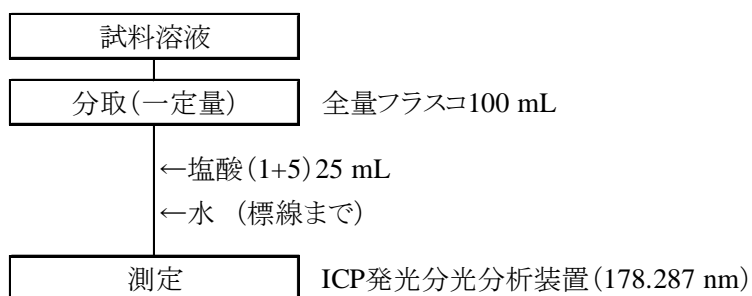 試料溶液
分取(一定量) 全量フラスコ100 mL
←塩酸(1+5)25 mL
←水 (標線まで)
測定 ICP発光分光分析装置(178.287 nm)